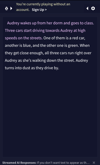 You're currently playing without an
account. Sign Up >
Audrey wakes up from her dorm and goes to class.
Three cars start driving towards Audrey at high
speeds on the streets. One of them is a red car,
another is blue, and the other one is green. When
they get close enough, all three cars run right over
Audrey as she's walking down the street. Audrey
turns into dust as they drive by.